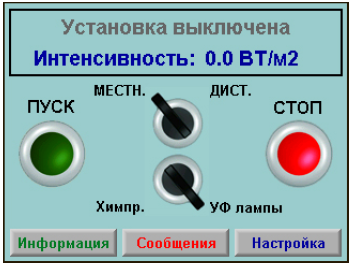 Установка выключена
Интенсивность: 0.0 ВТ/м2
МЕСТН. ДИСТ.
ПУСК СТОП
Химпр. УФ лампы
Информация Сообщения Настройка